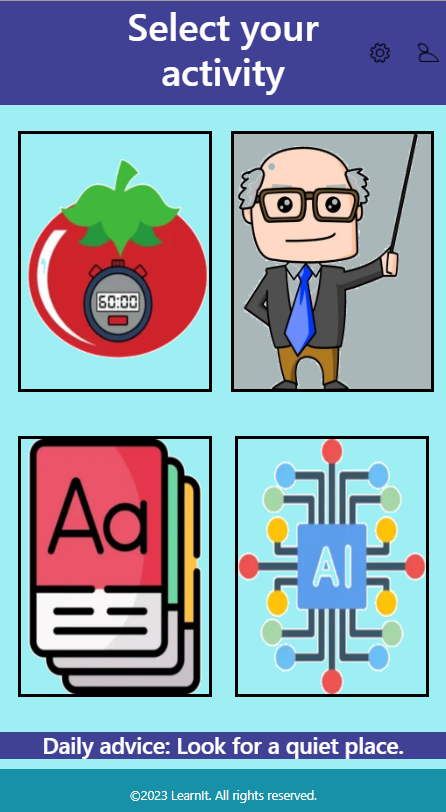 Select your
activity
60:00
Aa
AI
Daily advice: Look for a quiet place.
©2023 LearnIt. All rights reserved.